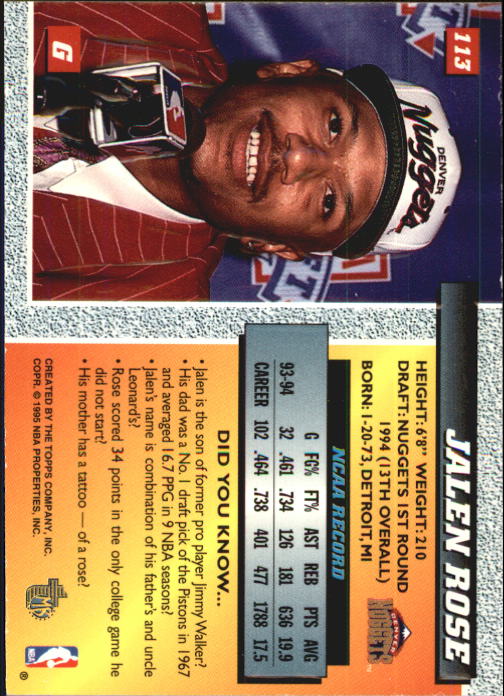 113
G
DENVER
Nuggets
JALEN ROSE
HEIGHT: 6'8" WEIGHT: 210
DRAFT: NUGGETS 1ST ROUND
1994 (13TH OVERALL)
BORN: 1-20-73, DETROIT, MI
DENVER
NUGGETS
NCAA RECORD
G FG% FT% AST REB PTS AVG
93-94 32 .461 .734 126 181 636 19.9
CAREER 102 .464 .738 401 477 1788 17.5
DID YOU KNOW...
• Jalen is the son of former pro player Jimmy Walker?
• His dad was a No. 1 draft pick of the Pistons in 1967
and averaged 16.7 PPG in 9 NBA seasons?
• Jalen's name is combination of his father's and uncle
Leonard's?
• Rose scored 34 points in the only college game he
did not start?
• His mother has a tattoo — of a rose?
CREATED BY THE TOPPS COMPANY, INC.
COPR. © 1995 NBA PROPERTIES, INC.
NBA
®